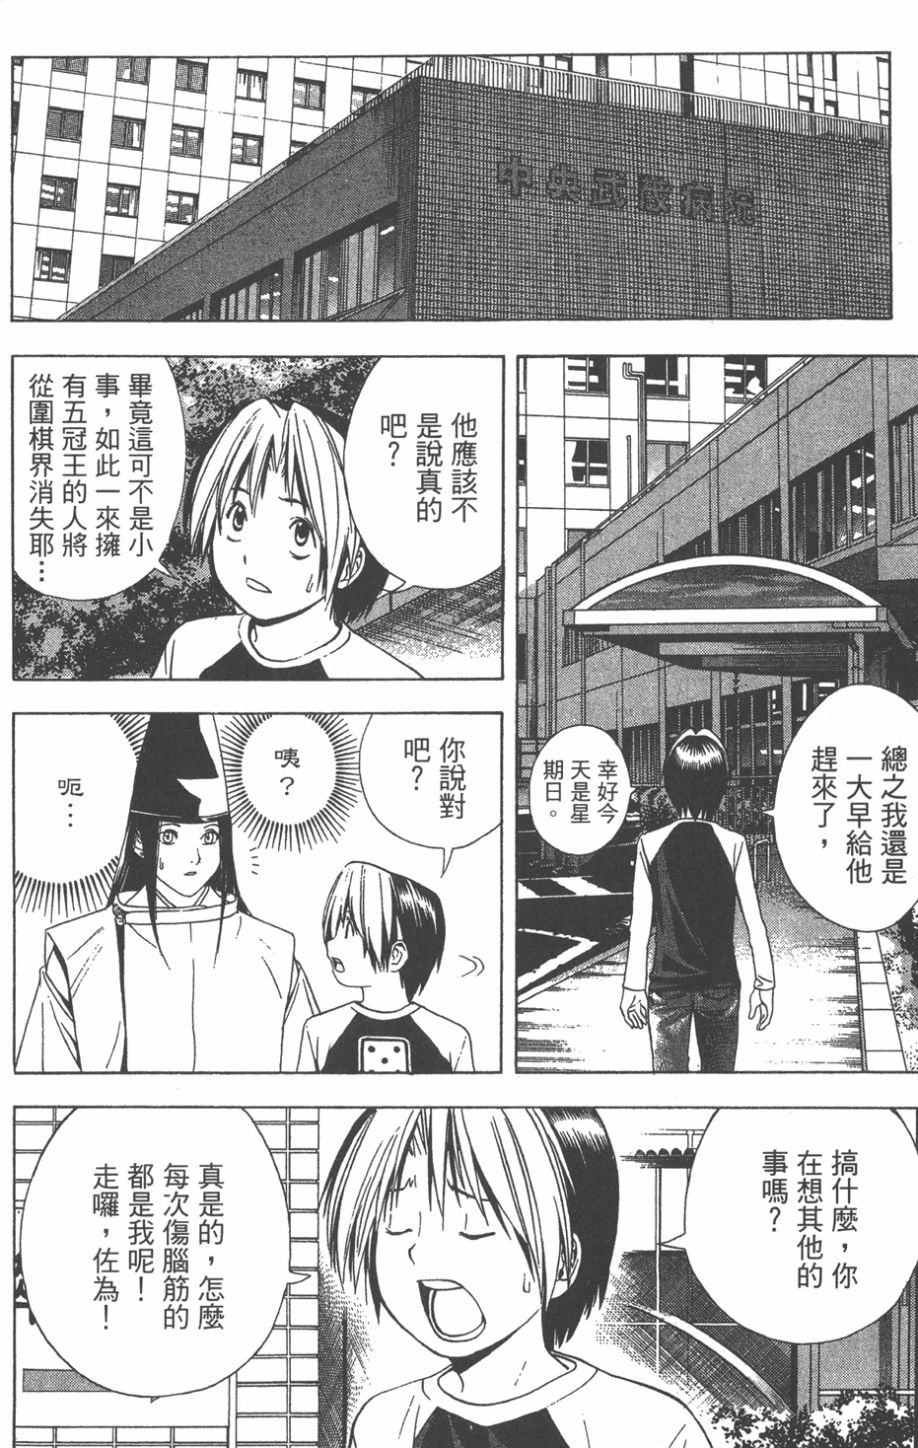 中央武蔵病院
總之我還是
一大早給他
趕來了，
幸好今
天是星
期日。
他應該不
是說真的
吧？
畢竟這可不是小
事，如此一來擁
有五冠王的人將
從圍棋界消失耶
…
你說對
吧？
咦？
呃…
搞什麼，你
在想其他的
事嗎？
真是的，怎麼
每次傷腦筋的
都是我呢！
走囉，佐為！